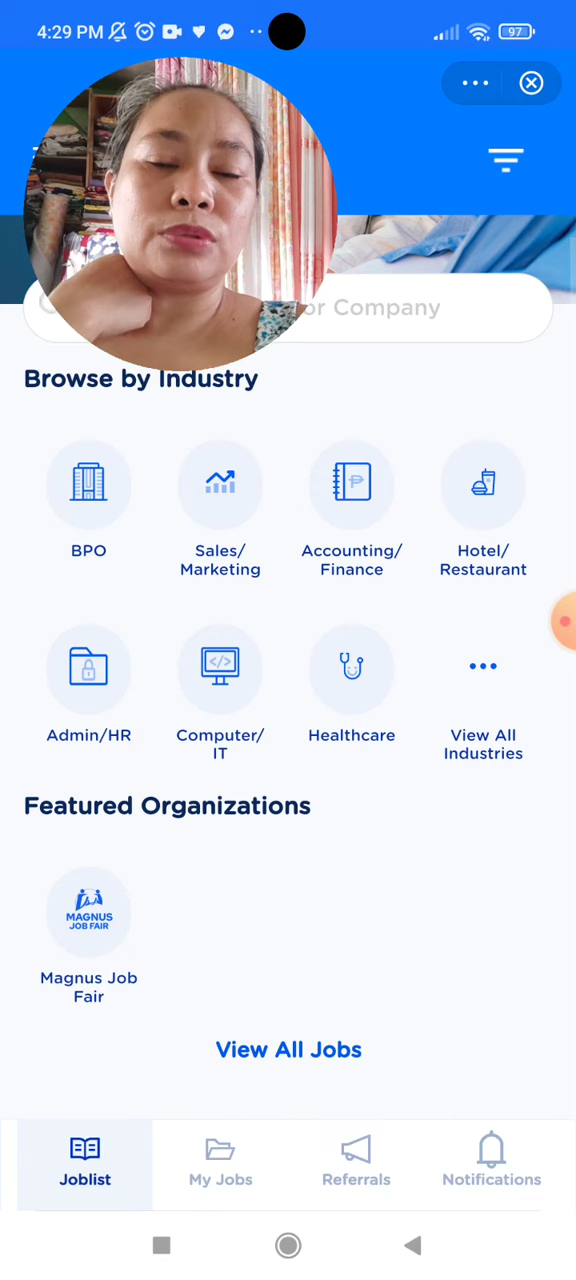 4:29 PM
97
or Company
Browse by Industry
BPO
Sales/
Marketing
Accounting/
Finance
Hotel/
Restaurant
Admin/HR
Computer/
IT
Healthcare
View All
Industries
Featured Organizations
MAGNUS
JOB FAIR
Magnus Job
Fair
View All Jobs
Joblist
My Jobs
Referrals
Notifications